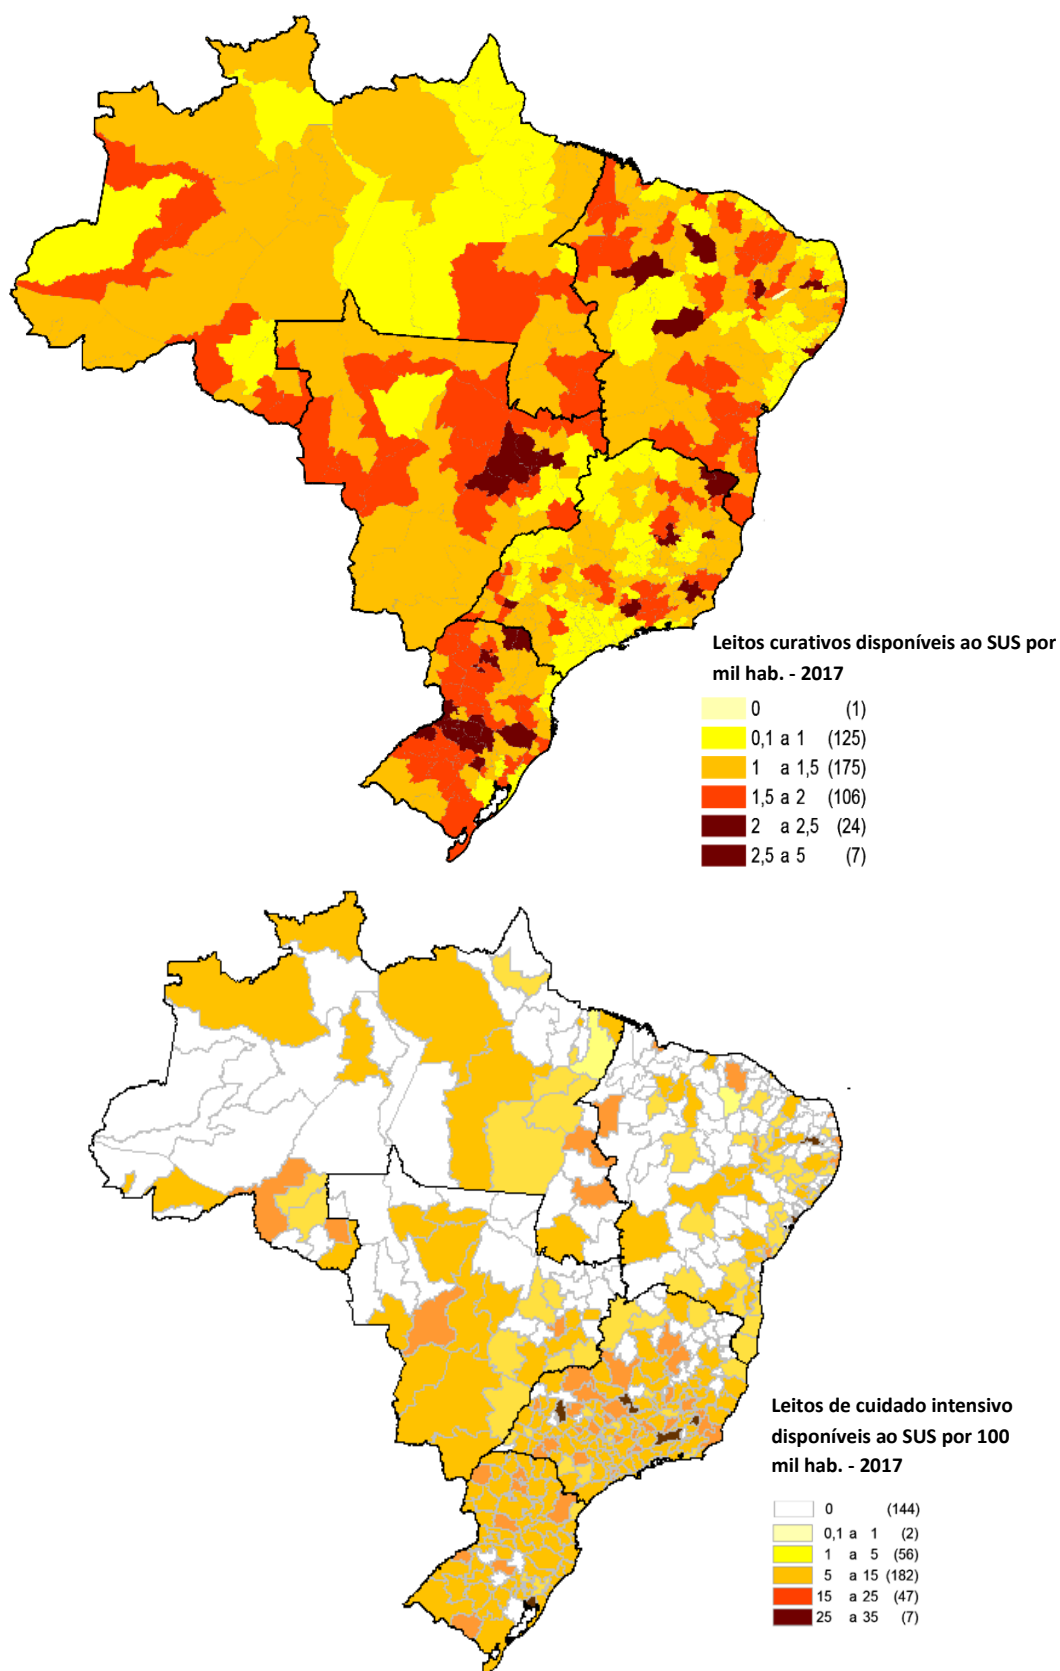 Leitos curativos disponíveis ao SUS por
mil hab. - 2017
0 (1)
0,1 a 1 (125)
1 a 1,5 (175)
1,5 a 2 (106)
2 a 2,5 (24)
2,5 a 5 (7)
Leitos de cuidado intensivo
disponíveis ao SUS por 100
mil hab. - 2017
0 (144)
0,1 a 1 (2)
1 a 5 (56)
5 a 15 (182)
15 a 25 (47)
25 a 35 (7)